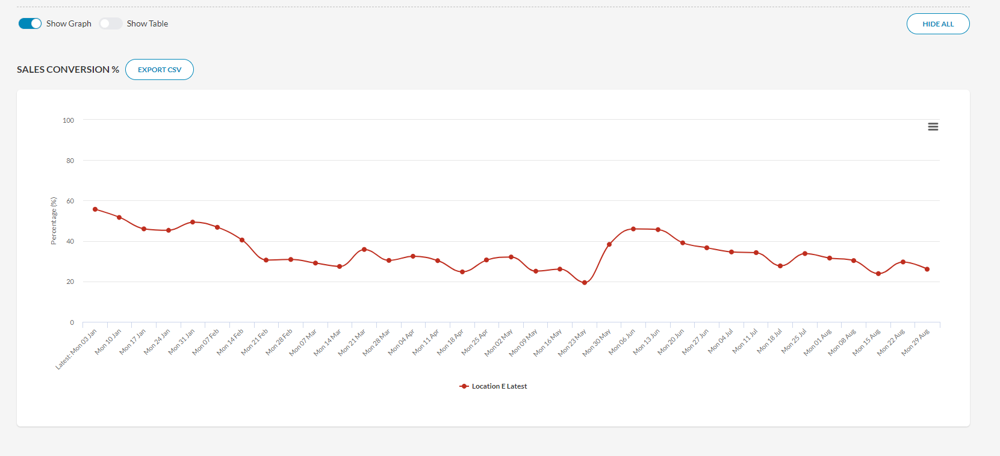 Show Graph Show Table HIDE ALL
SALES CONVERSION % EXPORT CSV
Percentage (%)
100
80
60
40
20
0
Latest: Mon 03 Jan
Mon 10 Jan
Mon 17 Jan
Mon 24 Jan
Mon 31 Jan
Mon 07 Feb
Mon 14 Feb
Mon 21 Feb
Mon 28 Feb
Mon 07 Mar
Mon 14 Mar
Mon 21 Mar
Mon 28 Mar
Mon 04 Apr
Mon 11 Apr
Mon 18 Apr
Mon 25 Apr
Mon 02 May
Mon 09 May
Mon 16 May
Mon 23 May
Mon 30 May
Mon 06 Jun
Mon 13 Jun
Mon 20 Jun
Mon 27 Jun
Mon 04 Jul
Mon 11 Jul
Mon 18 Jul
Mon 25 Jul
Mon 01 Aug
Mon 08 Aug
Mon 15 Aug
Mon 22 Aug
Mon 29 Aug
Location E Latest